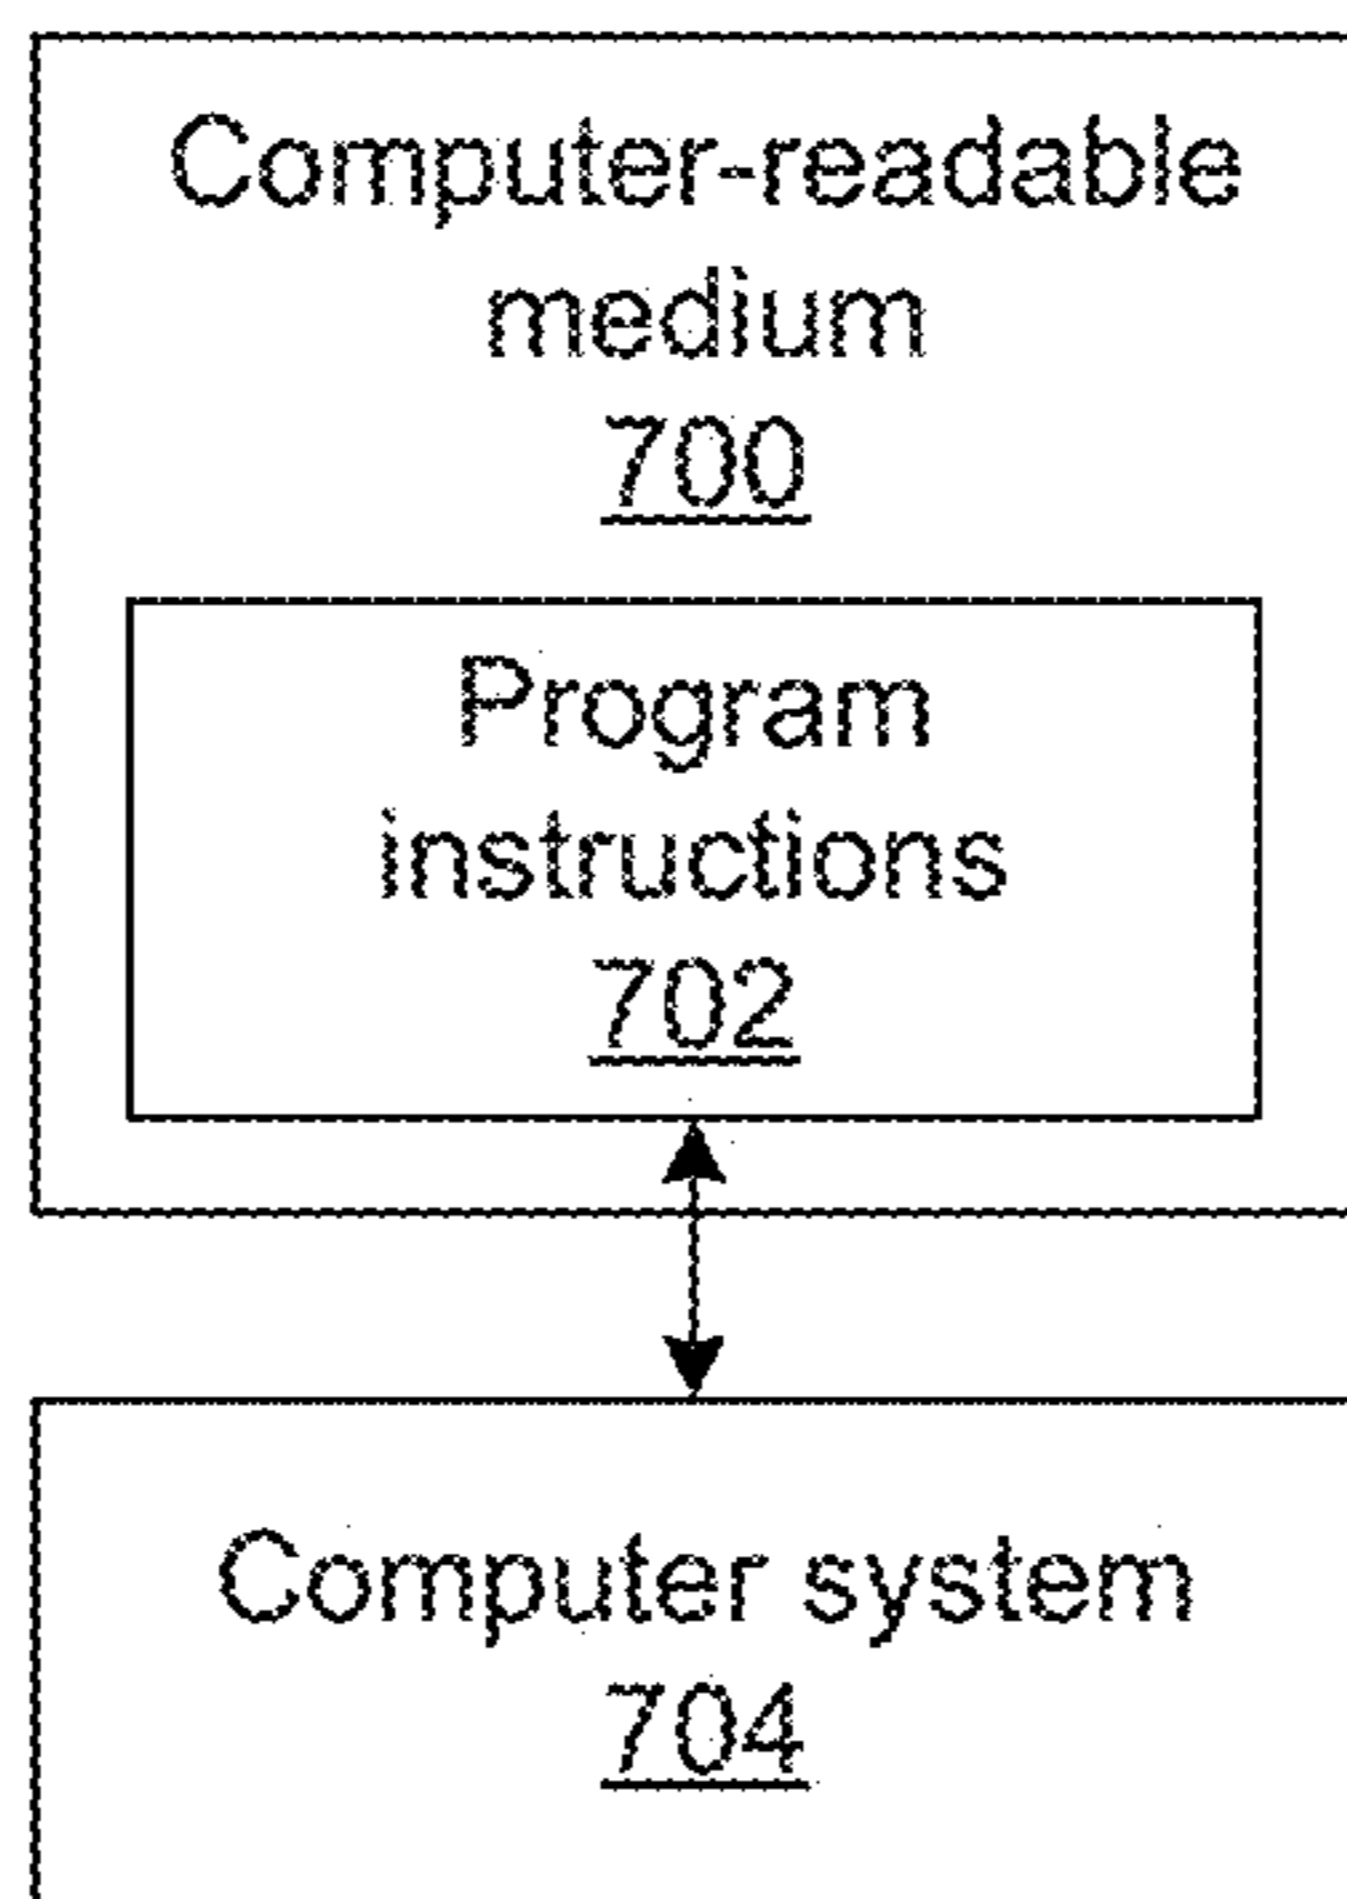 Computer-readable
medium
700
Program
instructions
702
Computer system
704